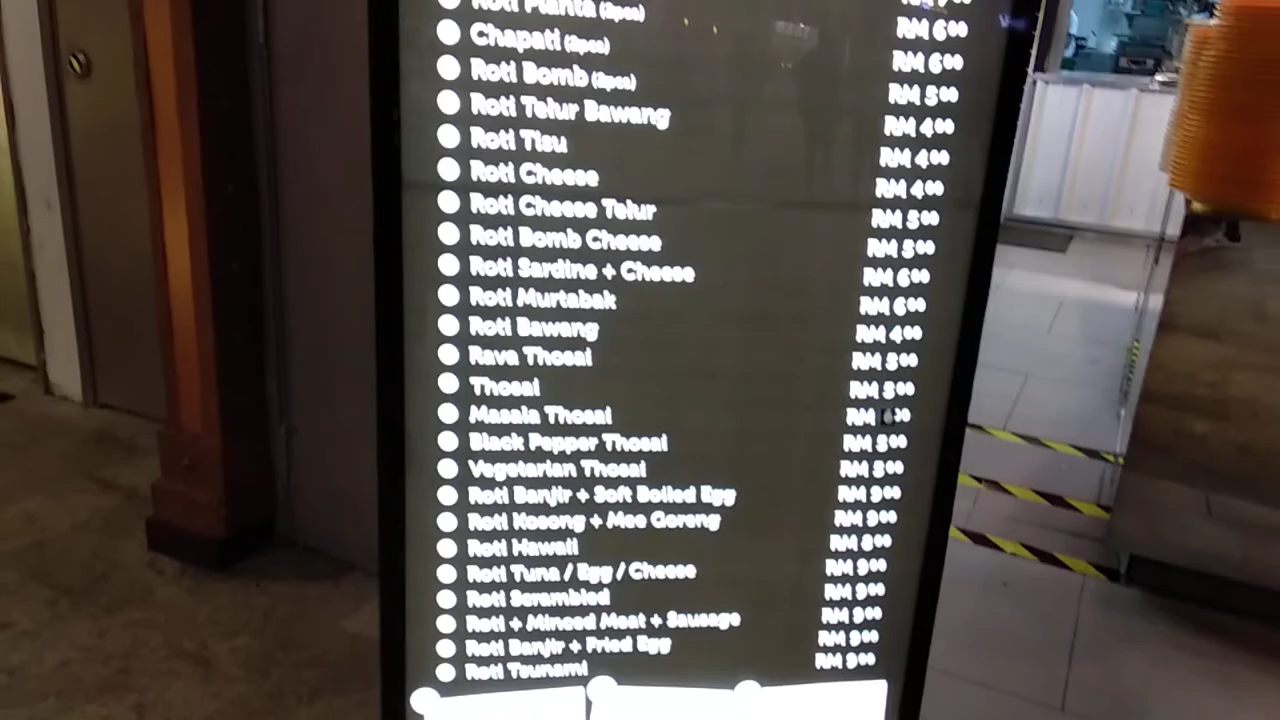 Roti Planta (2pcs) RM 6.00
Chapati (2pcs) RM 6.00
Roti Bomb (2pcs) RM 5.00
Roti Telur Bawang RM 4.00
Roti Tisu RM 4.00
Roti Cheese RM 4.00
Roti Cheese Telur RM 5.00
Roti Bomb Cheese RM 5.00
Roti Sardine + Cheese RM 6.00
Roti Murtabak RM 6.00
Roti Bawang RM 4.00
Rava Thosai RM 5.00
Thosai RM 5.00
Masala Thosai RM
Black Pepper Thosai RM 5.00
Vegetarian Thosai RM 5.00
Roti Banjir + Soft Boiled Egg RM 9.00
Roti Kosong + Mee Goreng RM 9.00
Roti Hawaii RM 8.00
Roti Tuna / Egg / Cheese RM 9.00
Roti Scrambled RM 9.00
Roti + Minced Meat + Sausage RM 9.00
Roti Banjir + Fried Egg RM 9.00
Roti Tsunami RM 9.00